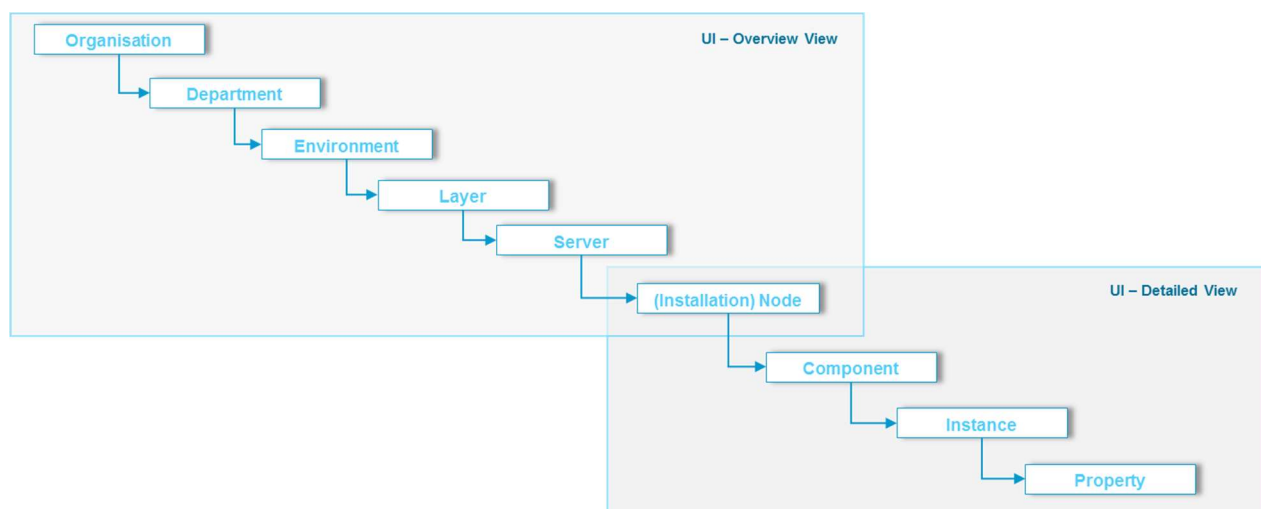 Organisation
UI – Overview View
Department
Environment
Layer
Server
(Installation) Node
UI – Detailed View
Component
Instance
Property